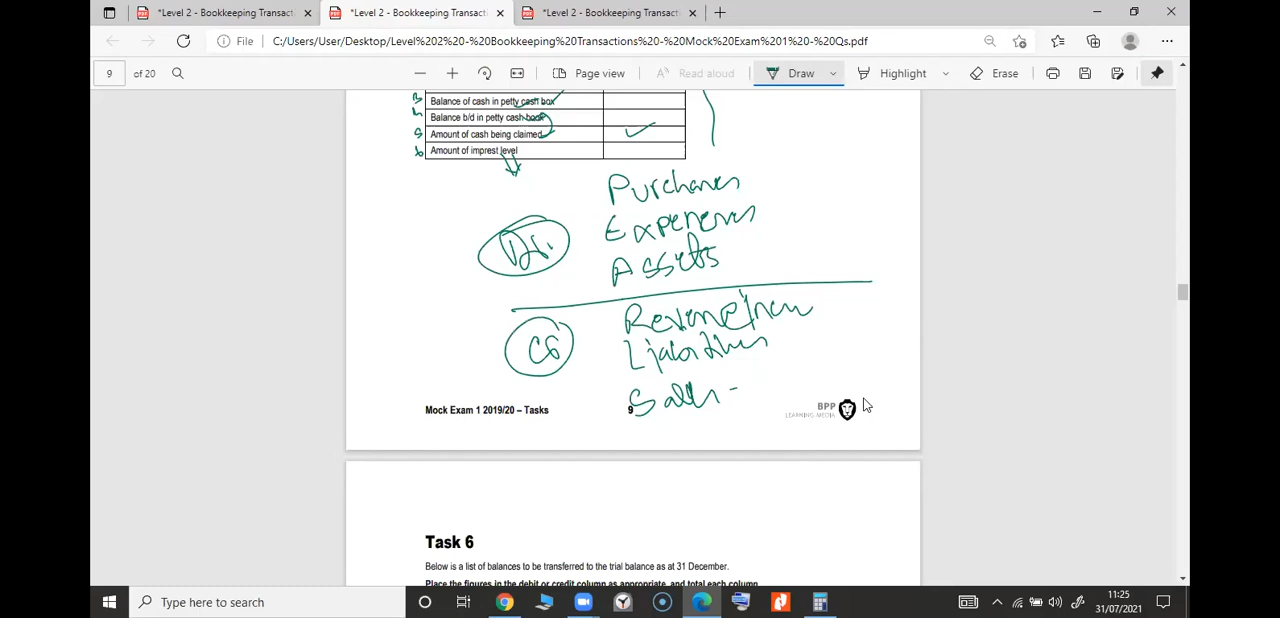 *Level 2 - Bookkeeping Transacti
*Level 2 - Bookkeeping Transact
*Level 2 - Bookkeeping Transacti
File C:/Users/User/Desktop/Level%202%20-%20Bookkeeping%20Transactions%20-%20Mock%20Exam%201%20-%20Qs.pdf
9 of 20 Page view Read aloud Draw Highlight Erase
3 Balance of cash in petty cash box
4 Balance b/d in petty cash book
5 Amount of cash being claimed
6 Amount of imprest level
Purchases
Expenses
Dr. Assets
Cr
Liabilities
Sales -
Mock Exam 1 2019/20 – Tasks 9 BPP
LEARNING MEDIA
Task 6
Below is a list of balances to be transferred to the trial balance as at 31 December.
Place the figures in the debit or credit column as appropriate, and total each column.
Type here to search
11:25
31/07/2021